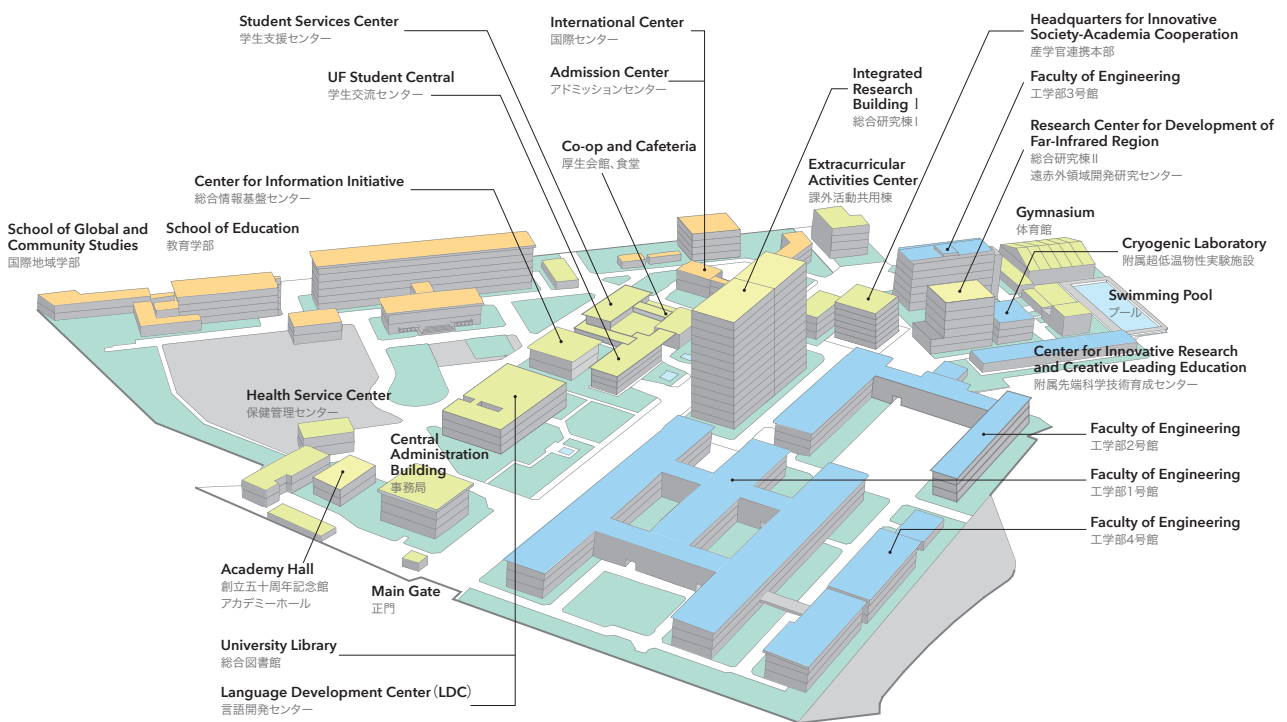 Student Services Center
学生支援センター
UF Student Central
学生交流センター
International Center
国際センター
Admission Center
アドミッションセンター
Co-op and Cafeteria
厚生会館、食堂
Integrated
Research
Building Ⅰ
総合研究棟Ⅰ
Extracurricular
Activities Center
課外活動共用棟
Headquarters for Innovative
Society-Academia Cooperation
産学官連携本部
Faculty of Engineering
工学部3号館
Research Center for Development of
Far-Infrared Region
総合研究棟Ⅱ
遠赤外領域開発研究センター
Gymnasium
体育館
Cryogenic Laboratory
附属超低温物性実験施設
Swimming Pool
プール
Center for Innovative Research
and Creative Leading Education
附属先端科学技術育成センター
Center for Information Initiative
総合情報基盤センター
School of Global and
Community Studies
国際地域学部
School of Education
教育学部
Health Service Center
保健管理センター
Central
Administration
Building
事務局
Faculty of Engineering
工学部2号館
Faculty of Engineering
工学部1号館
Faculty of Engineering
工学部4号館
Academy Hall
創立五十周年記念館
アカデミーホール
Main Gate
正門
University Library
総合図書館
Language Development Center（LDC）
言語開発センター